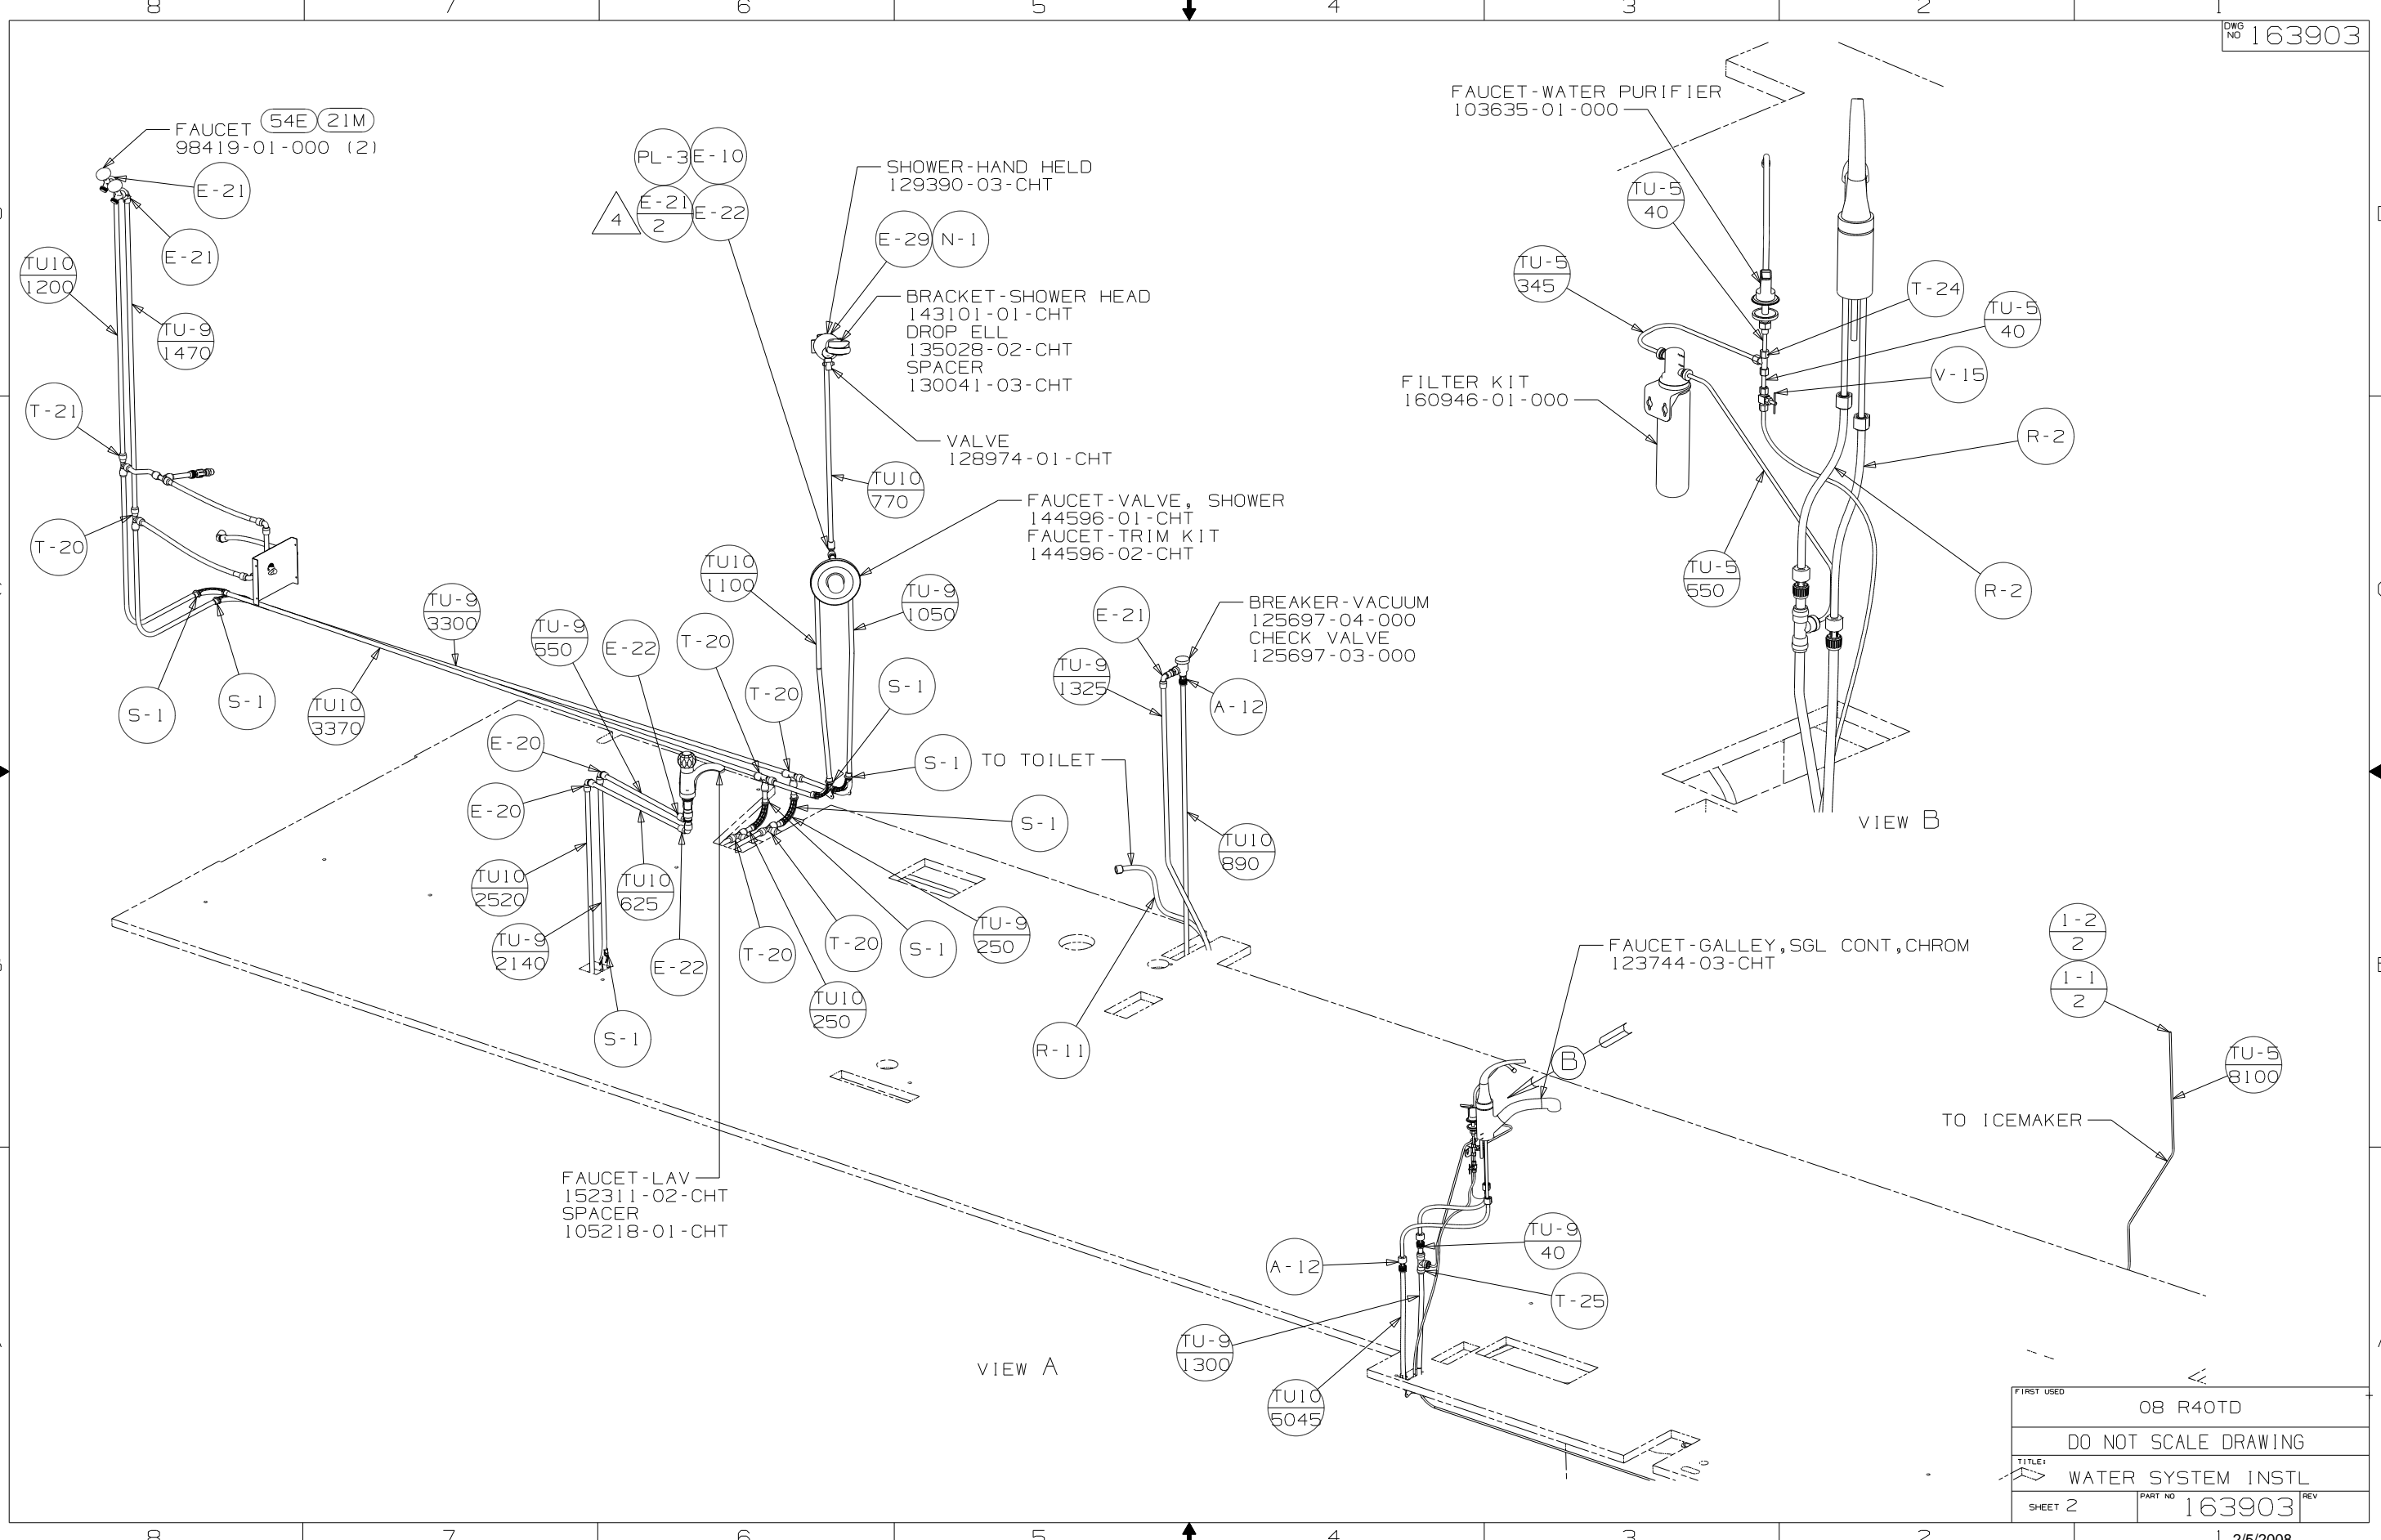 8 7 6 5 4 3 2 1
DWG NO 163903
FAUCET 54E 21M
98419-01-000 (2)
E-21
E-21
TU10
1200
TU-9
1470
T-21
T-20
S-1
S-1
TU10
3370
TU-9
3300
PL-3 E-10
4
E-21
2
E-22
SHOWER-HAND HELD
129390-03-CHT
E-29 N-1
BRACKET-SHOWER HEAD
143101-01-CHT
DROP ELL
135028-02-CHT
SPACER
130041-03-CHT
VALVE
128974-01-CHT
TU10
770
FAUCET-VALVE, SHOWER
144596-01-CHT
FAUCET-TRIM KIT
144596-02-CHT
TU10
1100
TU-9
1050
TU-9
550
E-22
T-20
T-20
S-1
S-1
S-1
E-20
E-20
TU10
2520
TU-9
2140
TU10
625
S-1
E-22
T-20
TU10
250
T-20
S-1
TU-9
250
FAUCET-LAV
152311-02-CHT
SPACER
105218-01-CHT
E-21
TU-9
1325
BREAKER-VACUUM
125697-04-000
CHECK VALVE
125697-03-000
A-12
TO TOILET
TU10
890
R-11
FAUCET-WATER PURIFIER
103635-01-000
TU-5
40
TU-5
345
T-24
TU-5
40
V-15
FILTER KIT
160946-01-000
R-2
TU-5
550
R-2
VIEW B
FAUCET-GALLEY,SGL CONT,CHROM
123744-03-CHT
B
1-2
2
1-1
2
TU-5
8100
TO ICEMAKER
A-12
TU-9
40
T-25
TU-9
1300
TU10
5045
VIEW A
FIRST USED
08 R40TD
DO NOT SCALE DRAWING
TITLE:
WATER SYSTEM INSTL
SHEET 2 PART NO 163903 REV
8 7 6 5 4 3 2 1
2/5/2008